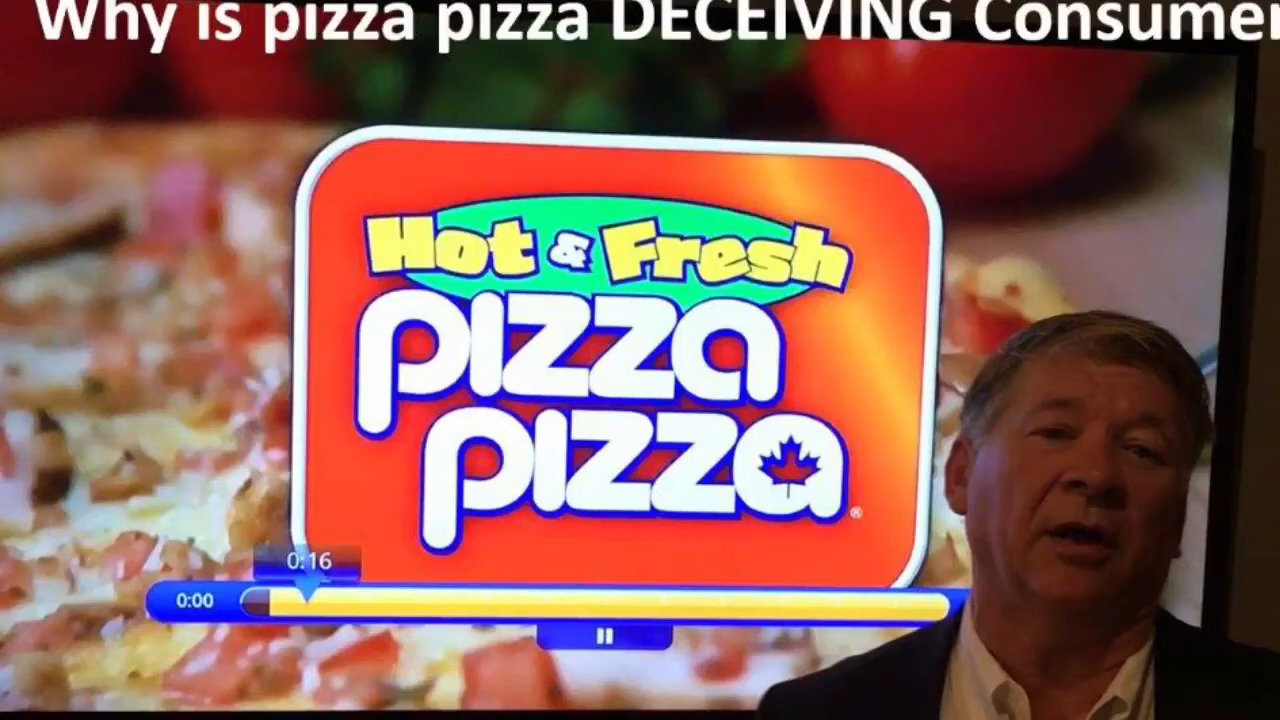 Why is pizza pizza DECEIVING Consumer
Hot & Fresh
pizza
pizza
®
0:16
0:00